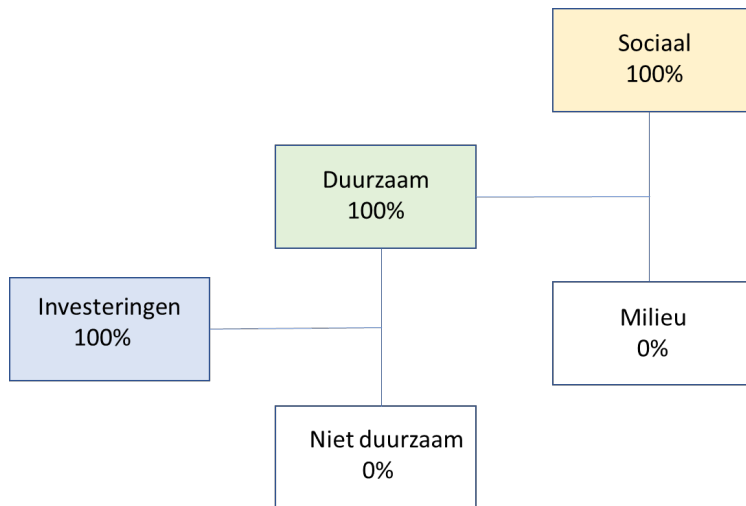 Sociaal
100%
Duurzaam
100%
Investeringen
100%
Milieu
0%
Niet duurzaam
0%